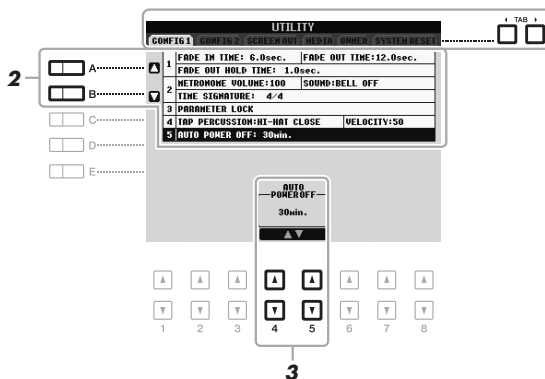 UTILITY
TAB
CONFIG 1 CONFIG 2 SCREEN OUT MEDIA OWNER SYSTEM RESET
2
A
B
C
D
E
1 FADE IN TIME: 6.0sec. FADE OUT TIME:12.0sec.
FADE OUT HOLD TIME: 1.0sec.
2 METRONOME VOLUME:100 SOUND:BELL OFF
TIME SIGNATURE: 4/4
3 PARAMETER LOCK
4 TAP PERCUSSION:HI-HAT CLOSE VELOCITY:50
5 AUTO POWER OFF: 30min.
AUTO
POWER OFF
30min.
1 2 3 4 5 6 7 8
3